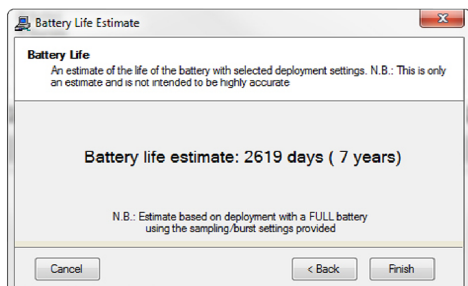 Battery Life Estimate
Battery Life
An estimate of the life of the battery with selected deployment settings. N.B.: This is only
an estimate and is not intended to be highly accurate
Battery life estimate: 2619 days ( 7 years)
N.B.: Estimate based on deployment with a FULL battery
using the sampling/burst settings provided
Cancel
< Back
Finish